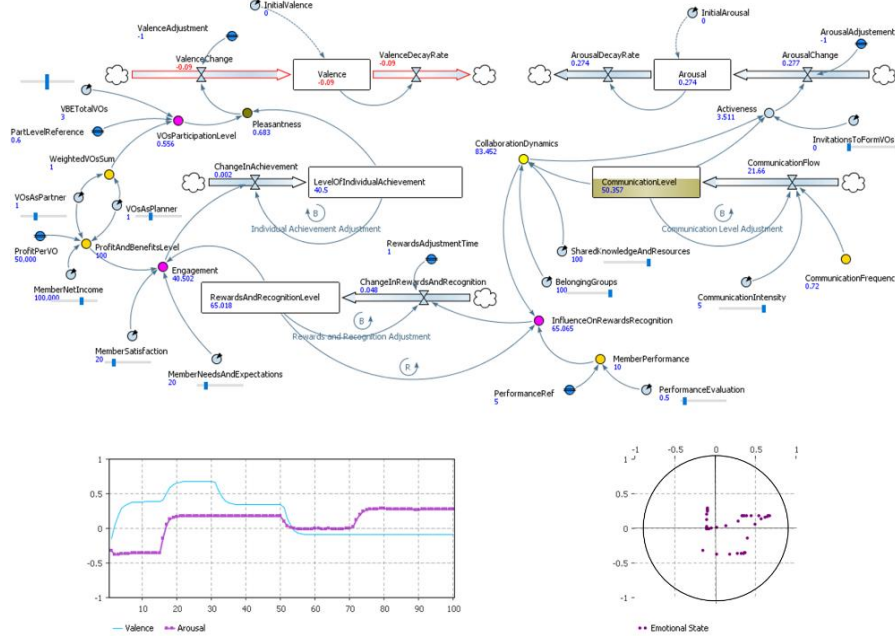 InitialValence
0
InitialArousal
0
ValenceAdjustment
-1
ArousalAdjustement
-1
ValenceChange
-0.09
ValenceDecayRate
-0.09
ArousalDecayRate
0.274
ArousalChange
0.277
Valence
-0.09
Arousal
0.274
VBETotalVOs
3
Pleasantness
0.683
Activeness
3.511
PartLevelReference
0.6
VOsParticipationLevel
0.556
InvitationsToFormVOs
0
CollaborationDynamics
83.452
WeightedVOsSum
1
ChangeInAchievement
0.002
LevelOfIndividualAchievement
40.5
CommunicationLevel
50.357
CommunicationFlow
21.66
VOsAsPartner
1
VOsAsPlanner
1
B
Individual Achievement Adjustment
B
Communication Level Adjustment
ProfitPerVO
50,000
ProfitAndBenefitsLevel
100
RewardsAdjustmentTime
1
SharedKnowledgeAndResources
100
Engagement
40.502
ChangeInRewardsAndRecognition
0.048
BelongingGroups
100
CommunicationFrequenc
0.72
MemberNetIncome
100,000
RewardsAndRecognitionLevel
65.018
CommunicationIntensity
5
B
Rewards and Recognition Adjustment
InfluenceOnRewardsRecognition
65.065
MemberSatisfaction
20
R
MemberPerformance
10
MemberNeedsAndExpectations
20
PerformanceRef
5
PerformanceEvaluation
0.5
1
0.5
0
-0.5
-1
10 20 30 40 50 60 70 80 90 100
Valence Arousal
-1 0 0.5 1
1
0.5
0
-0.5
-1
Emotional State